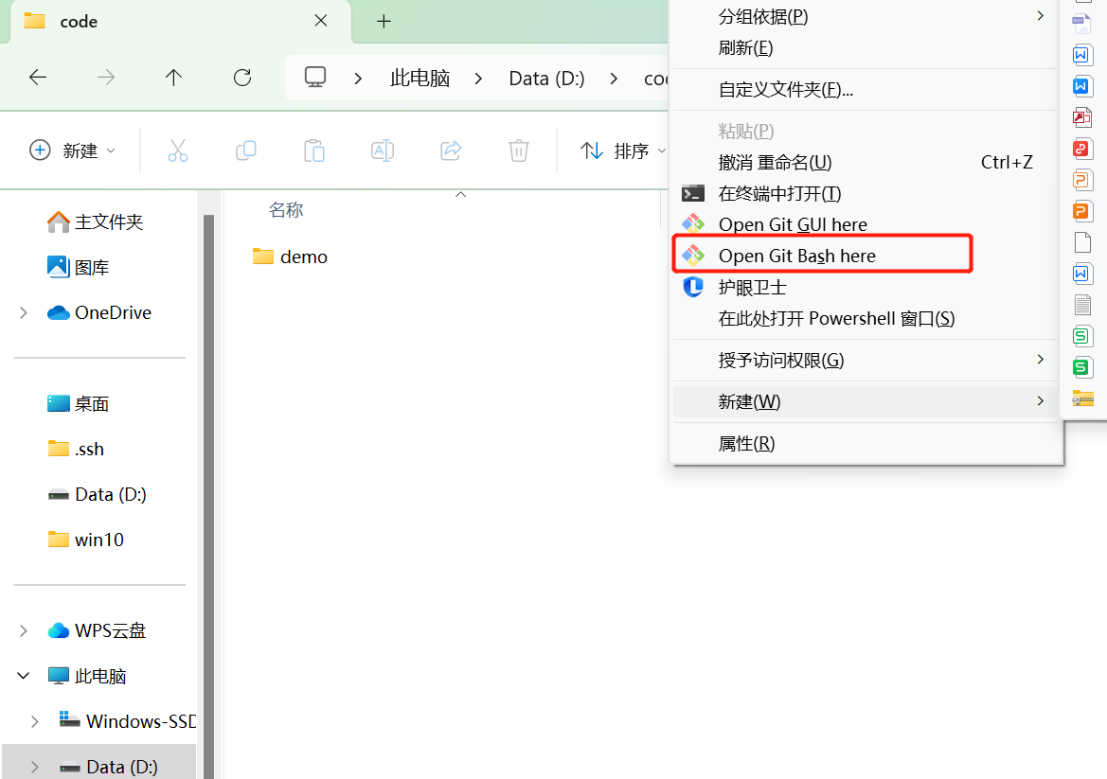 code
此电脑
Data (D:)
新建
排序
名称
demo
主文件夹
图库
OneDrive
桌面
.ssh
Data (D:)
win10
WPS云盘
此电脑
Windows-SSD
Data (D:)
分组依据(P)
刷新(E)
自定义文件夹(F)...
粘贴(P)
撤消 重命名(U) Ctrl+Z
在终端中打开(T)
Open Git GUI here
Open Git Bash here
护眼卫士
在此处打开 Powershell 窗口(S)
授予访问权限(G)
新建(W)
属性(R)